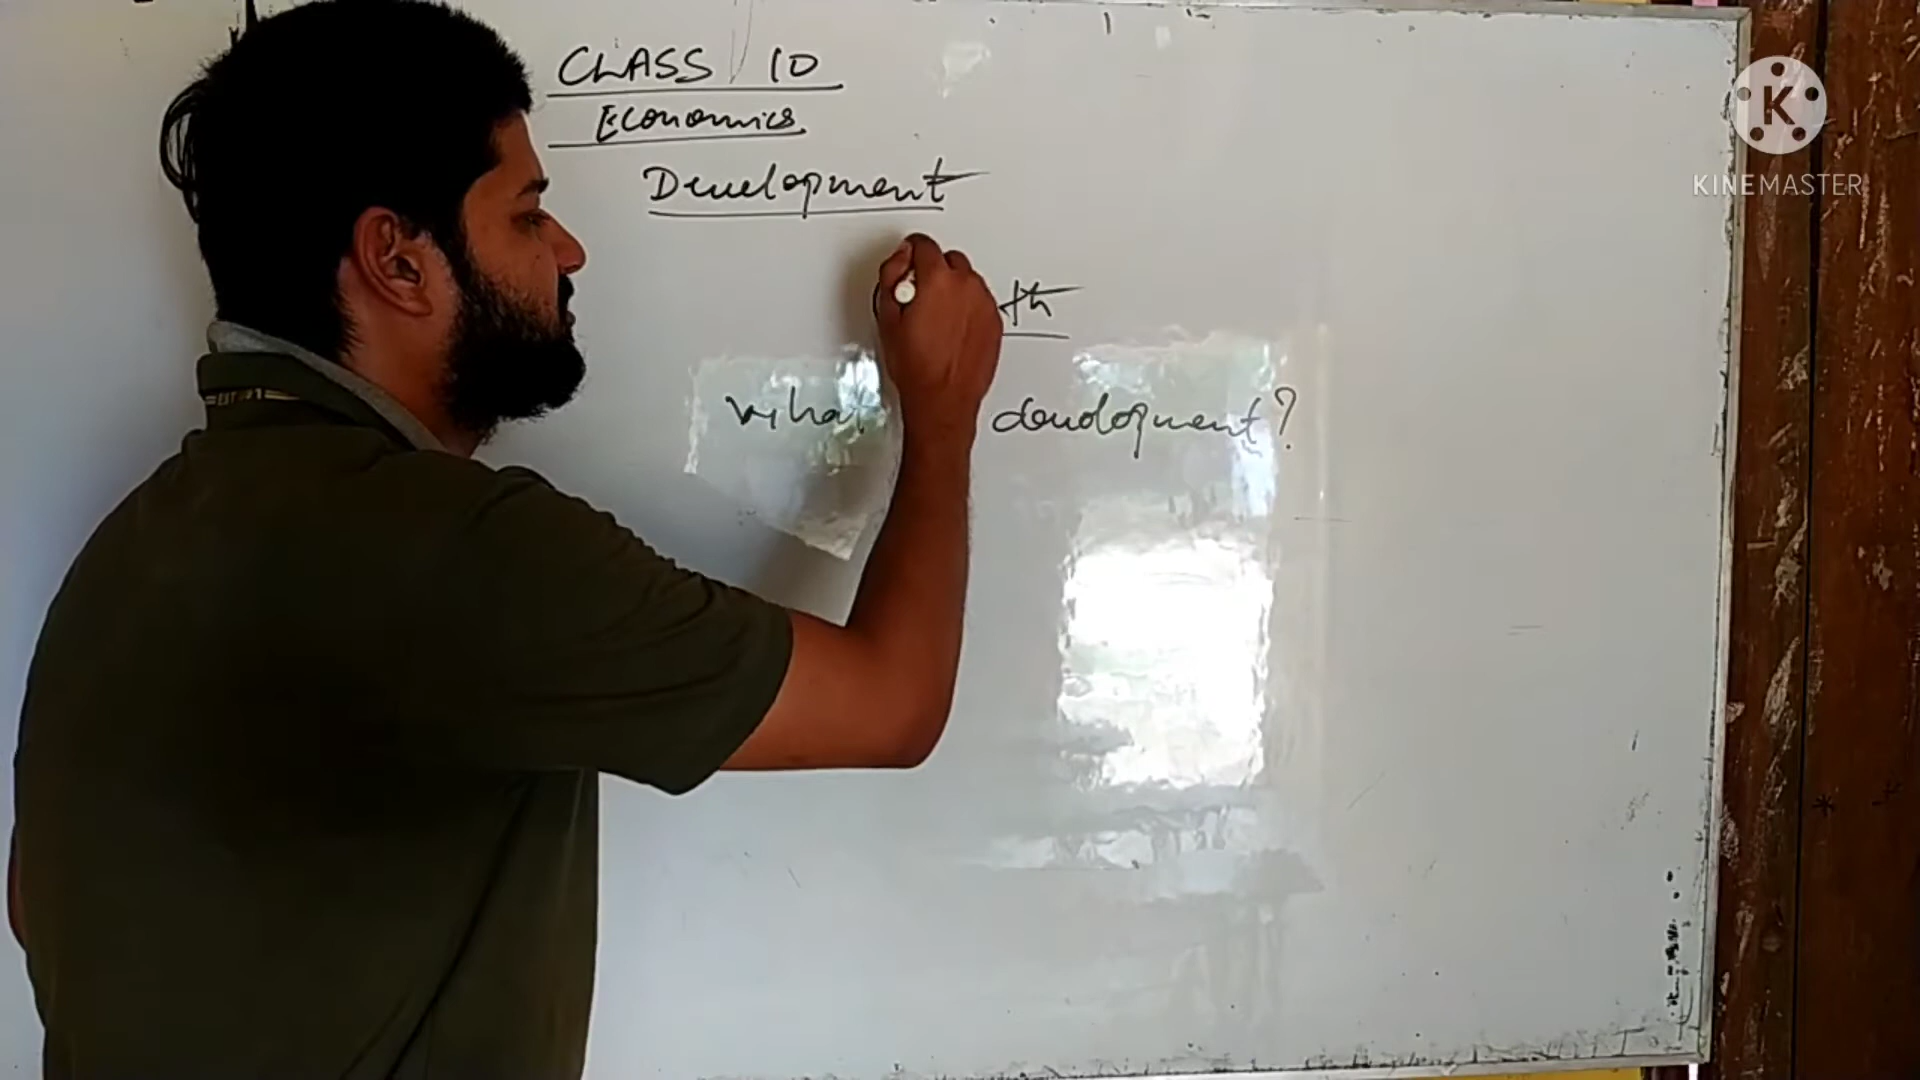 CLASS 10
Economics
Development
What development?
K
KINEMASTER